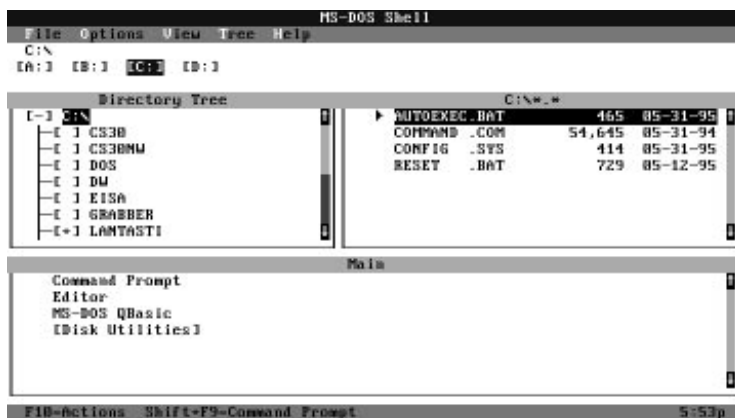 MS-DOS Shell
File Options View Tree Help
C:\
[A:] [B:] [C:] [D:]
Directory Tree
[-] C:\
[ ] CS30
[ ] CS30NW
[ ] DOS
[ ] DW
[ ] EISA
[ ] GRABBER
[+] LANTASTI
C:\*.*
AUTOEXEC.BAT 465 05-31-95
COMMAND .COM 54,645 05-31-94
CONFIG .SYS 414 05-31-95
RESET .BAT 729 05-12-95
Main
Command Prompt
Editor
MS-DOS QBasic
[Disk Utilities]
F10=Actions Shift+F9=Command Prompt 5:53p